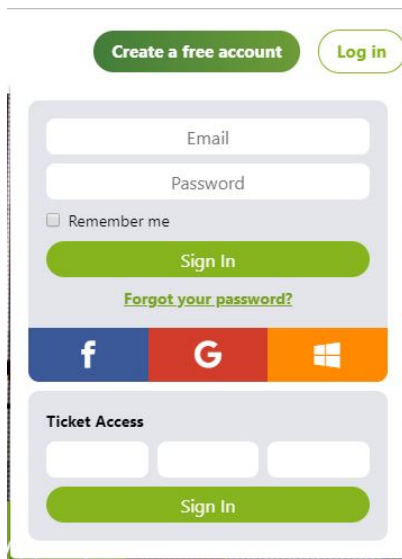 Create a free account
Log in
Email
Password
Remember me
Sign In
Forgot your password?
f
G
Ticket Access
Sign In